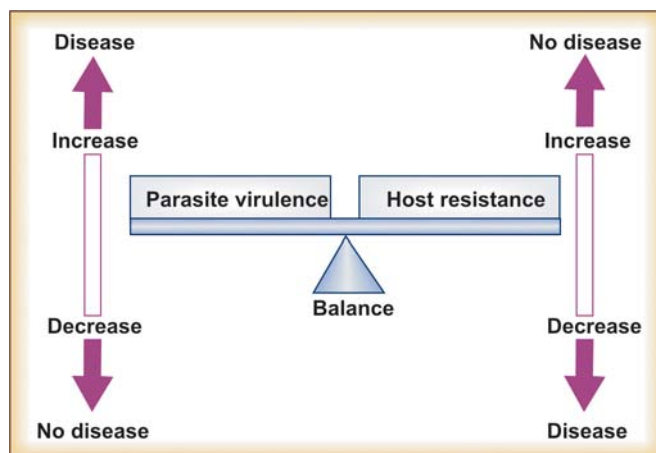 Disease
No disease
Increase
Increase
Parasite virulence
Host resistance
Balance
Decrease
Decrease
No disease
Disease